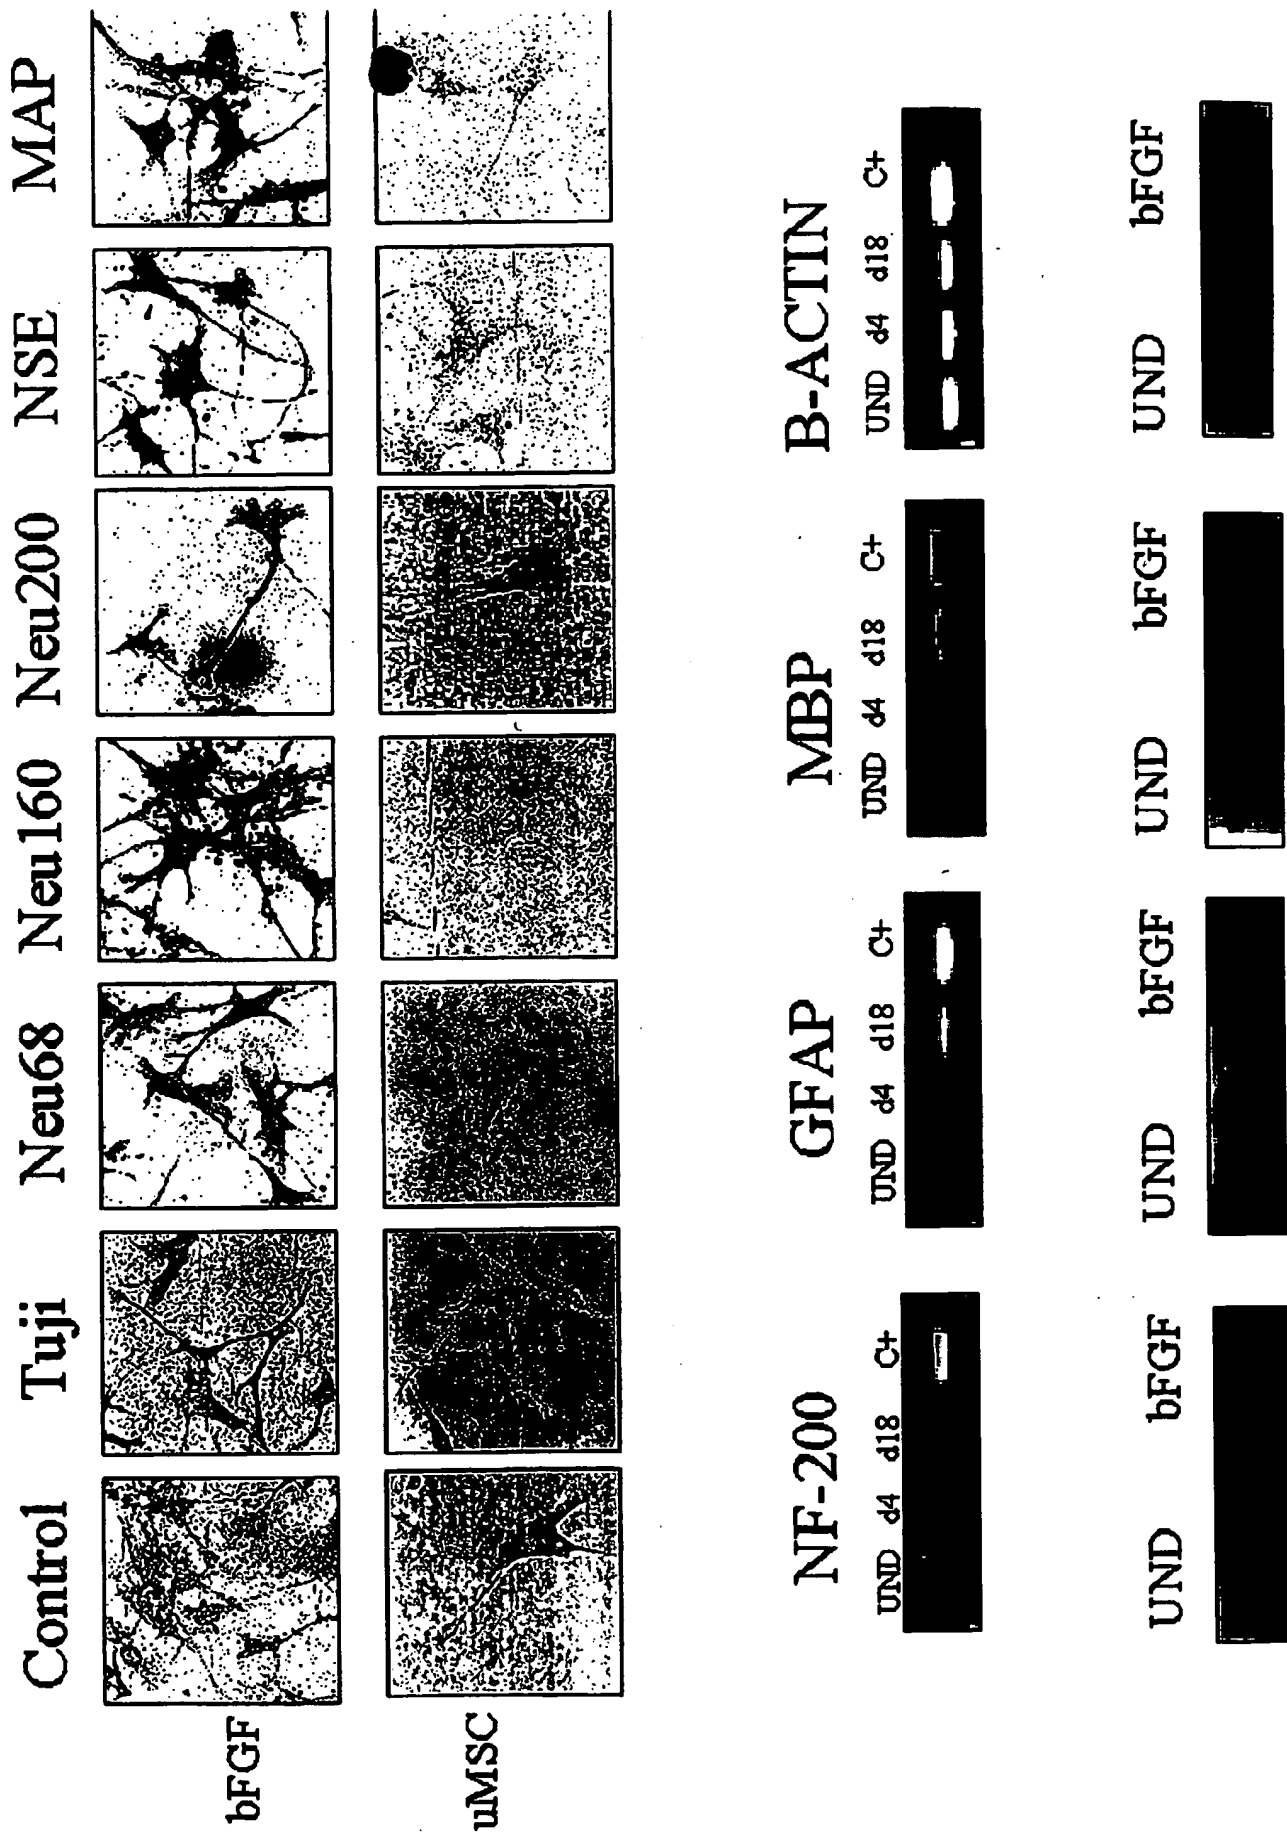 Control Tuji Neu68 Neu160 Neu200 NSE MAP
bFGF
uMSC
NF-200 GFAP MBP B-ACTIN
UND d4 d18 C+ UND d4 d18 C+ UND d4 d18 C+ UND d4 d18 C+
UND bFGF UND bFGF UND bFGF UND bFGF